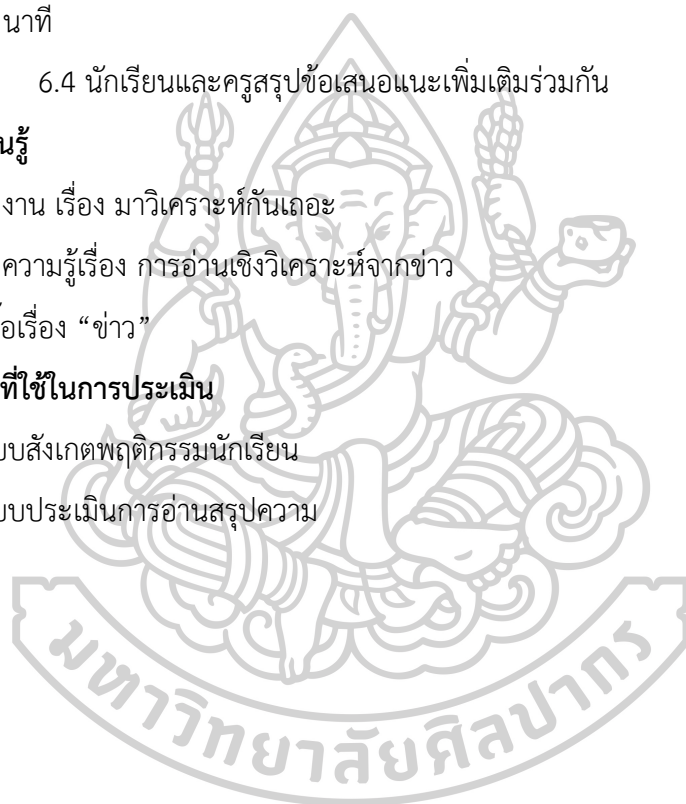 นาที
6.4 นักเรียนและครูสรุปข้อเสนอแนะเพิ่มเติมร่วมกัน
นรู้
งาน เรื่อง มาวิเคราะห์กันเถอะ
ความรู้เรื่อง การอ่านเชิงวิเคราะห์จากข่าว
เรื่อง “ข่าว”
ที่ใช้ในการประเมิน
บสังเกตพฤติกรรมนักเรียน
บบประเมินการอ่านสรุปความ
มหาวิทยาลัยศิลปากร